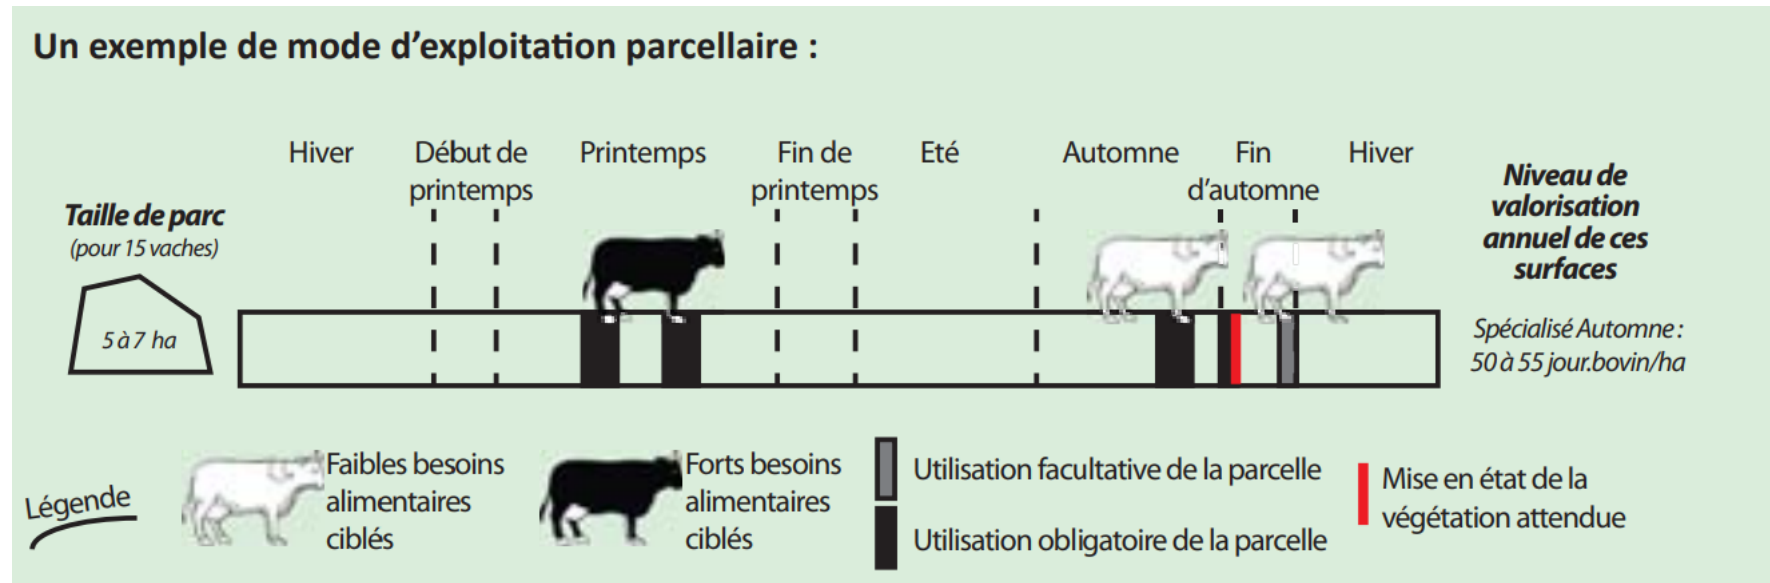 Un exemple de mode d'exploitation parcellaire :
Hiver
Début de
printemps
Printemps
Fin de
printemps
Eté
Automne
Fin
d'automne
Hiver
Taille de parc
(pour 15 vaches)
5 à 7 ha
Niveau de
valorisation
annuel de ces
surfaces
Spécialisé Automne :
50 à 55 jour.bovin/ha
Légende
Faibles besoins
alimentaires
ciblés
Forts besoins
alimentaires
ciblés
Utilisation facultative de la parcelle
Utilisation obligatoire de la parcelle
Mise en état de la
végétation attendue